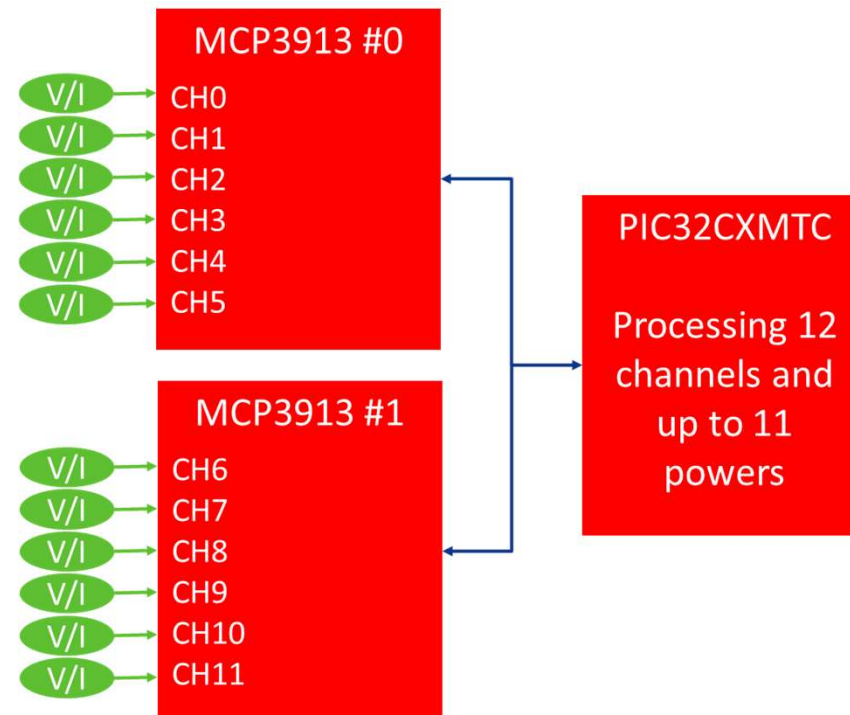 MCP3913 #0
V/I CH0
V/I CH1
V/I CH2
V/I CH3
V/I CH4
V/I CH5
MCP3913 #1
V/I CH6
V/I CH7
V/I CH8
V/I CH9
V/I CH10
V/I CH11
PIC32CXMTC
Processing 12
channels and
up to 11
powers